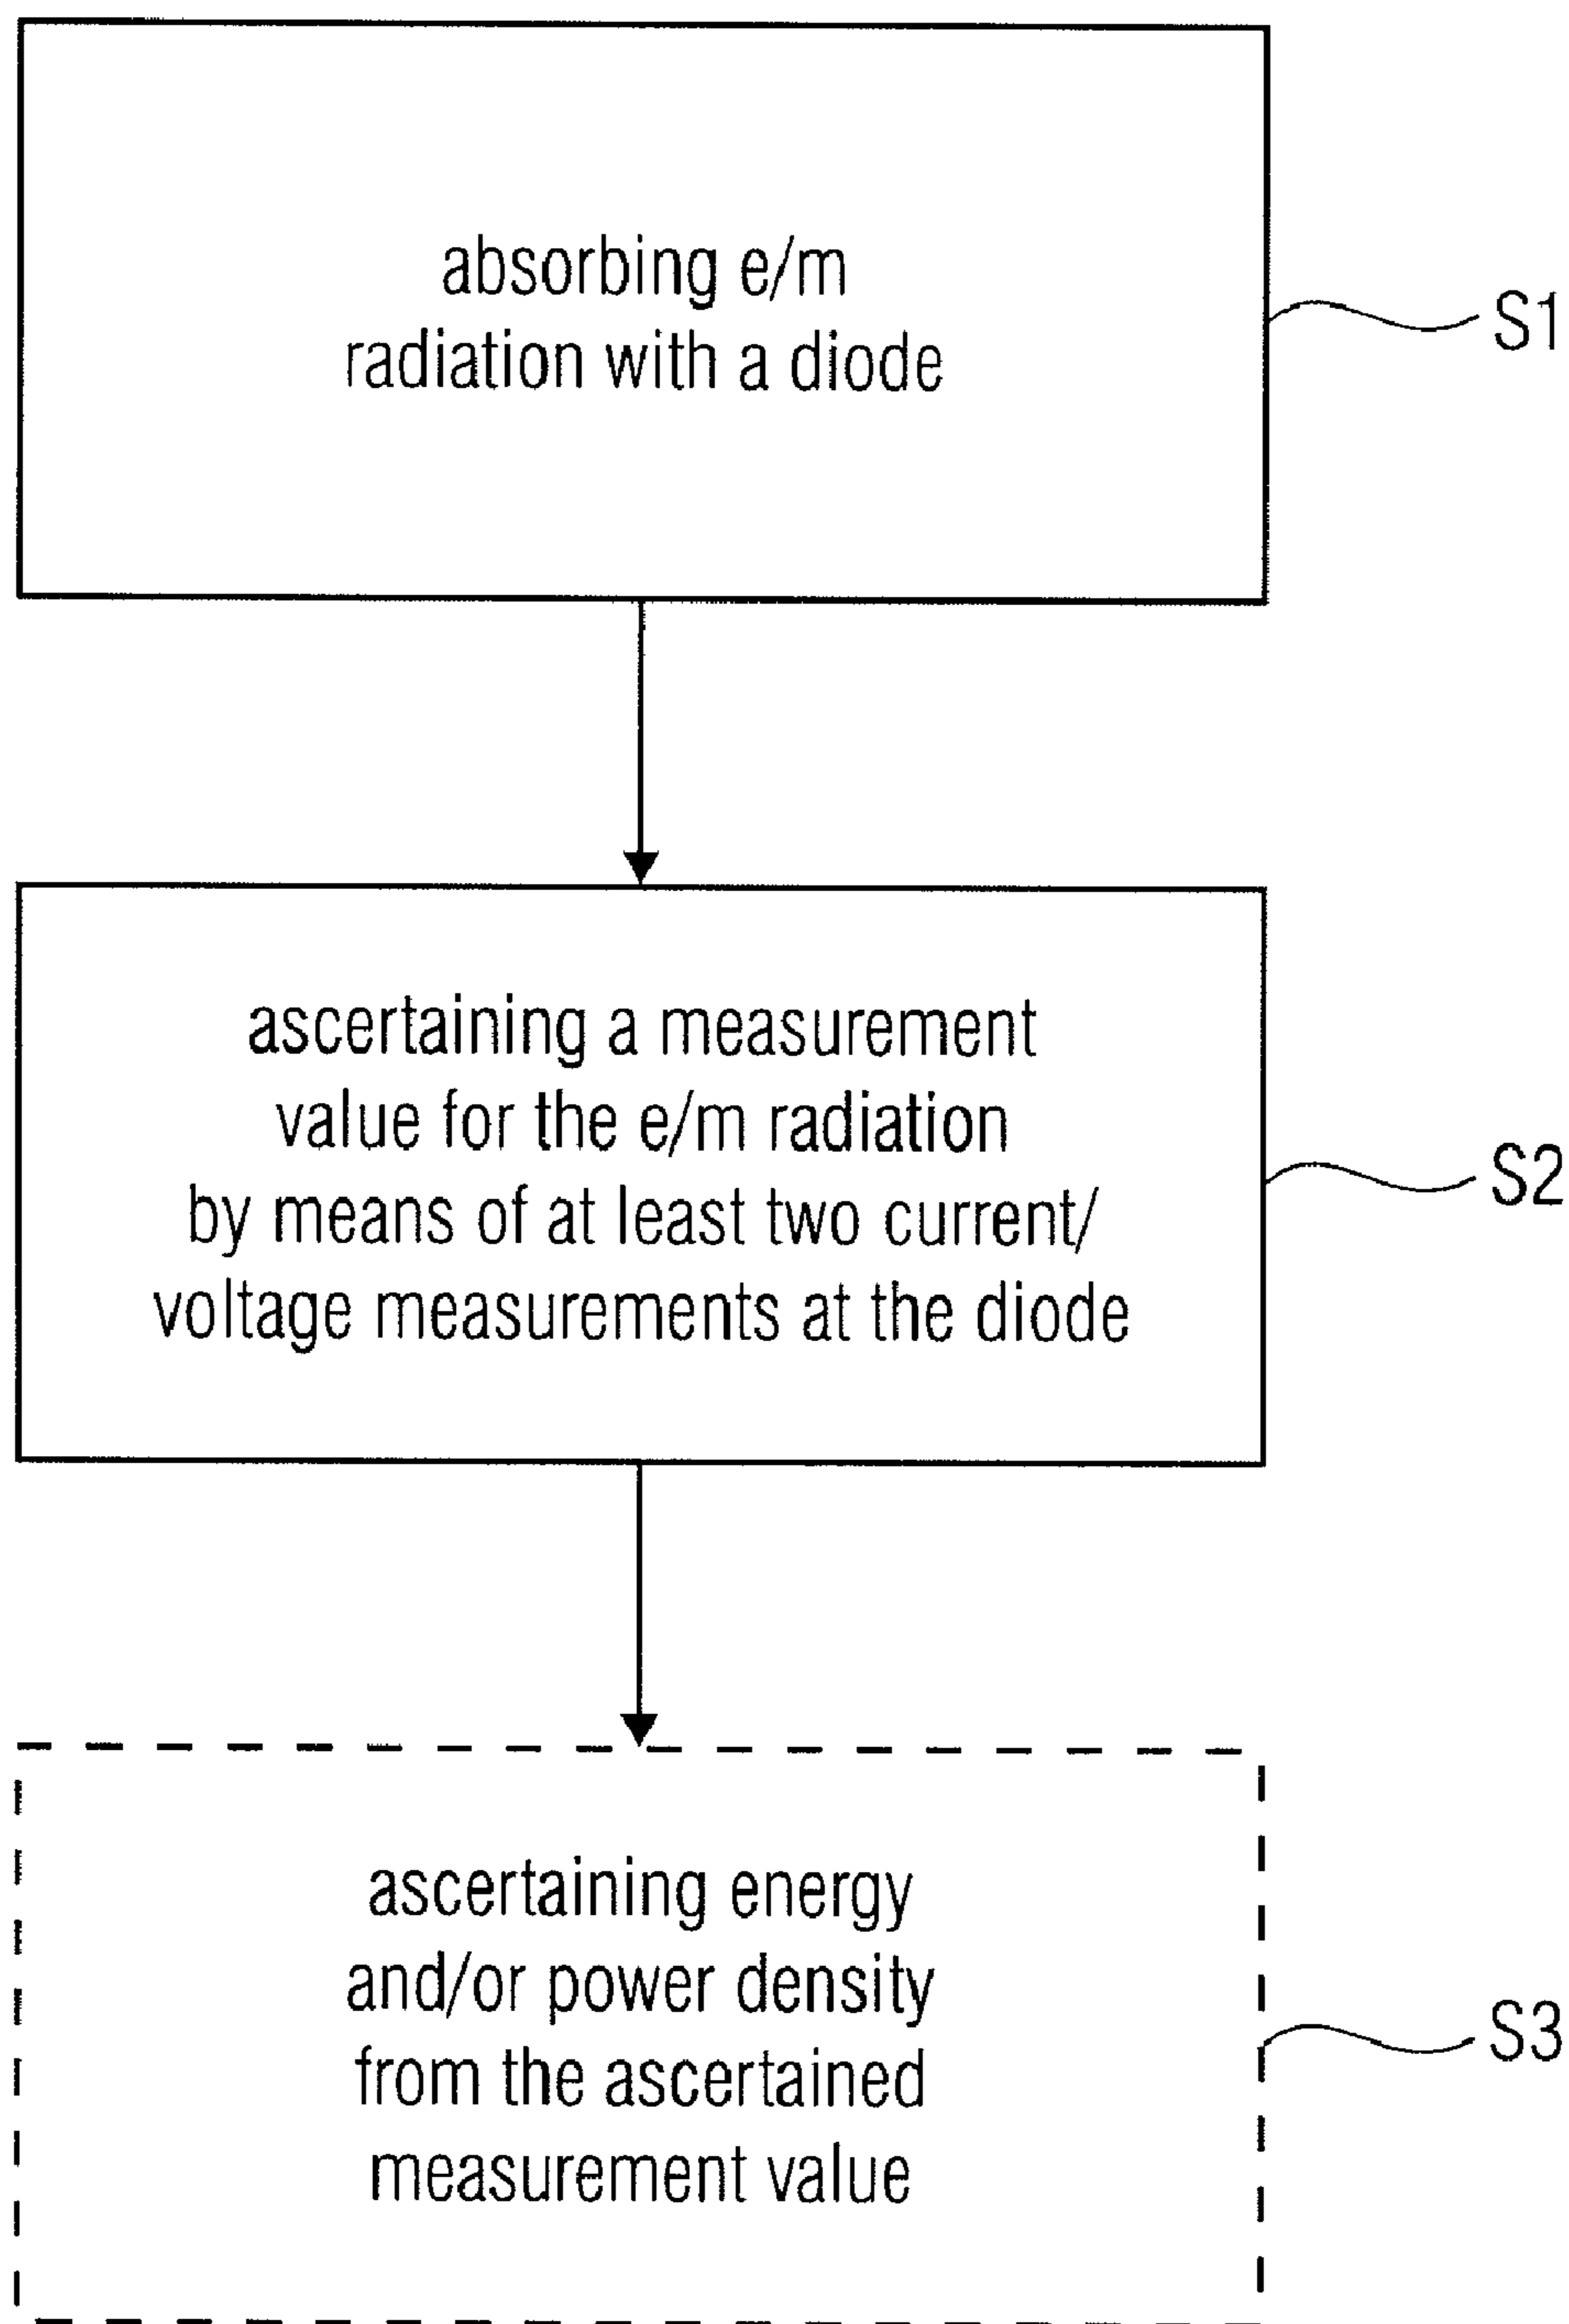 absorbing e/m
radiation with a diode
S1
ascertaining a measurement
value for the e/m radiation
by means of at least two current/
voltage measurements at the diode
S2
ascertaining energy
and/or power density
from the ascertained
measurement value
S3